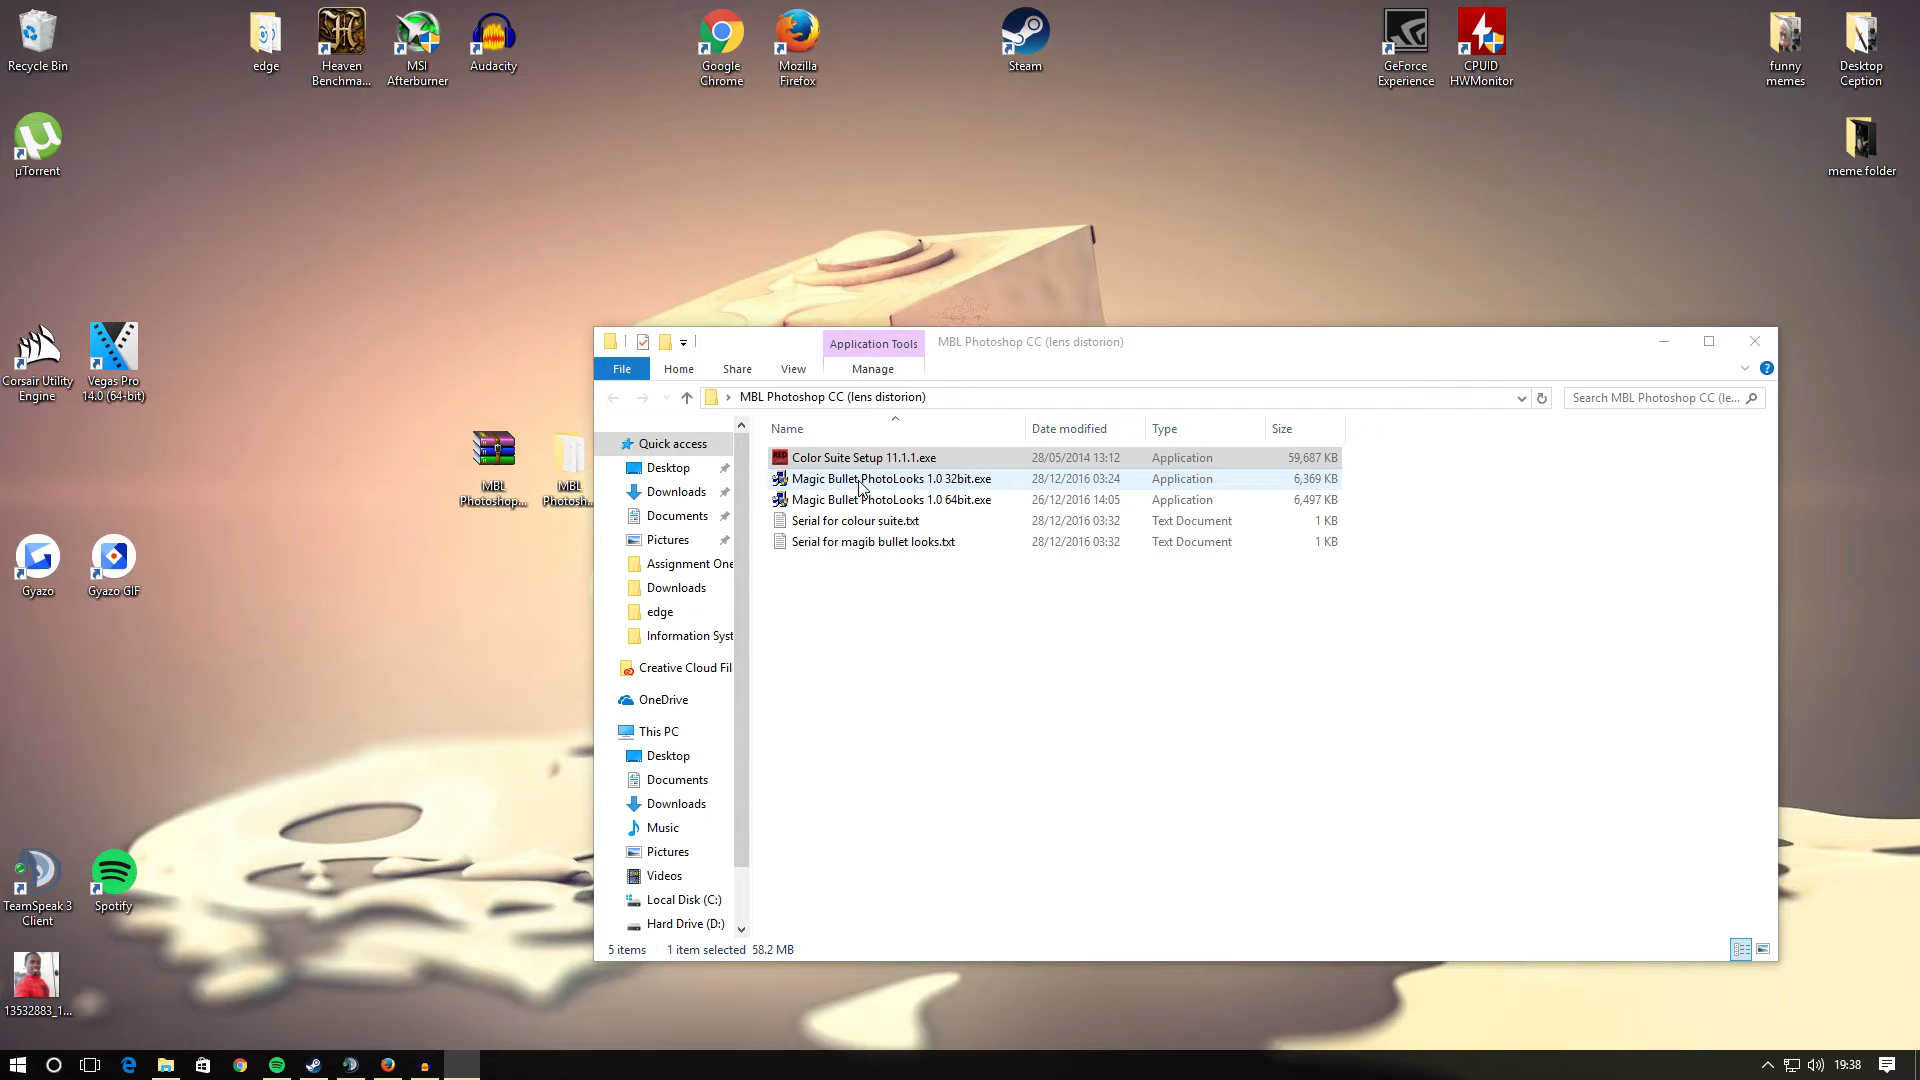 Recycle Bin
edge
Heaven
Benchma...
MSI
Afterburner
Audacity
Google
Chrome
Mozilla
Firefox
Steam
GeForce
Experience
CPUID
HWMonitor
funny
memes
Desktop
Ception
µTorrent
meme folder
Corsair Utility
Engine
Vegas Pro
14.0 (64-bit)
MBL
Photoshop...
MBL
Photosh...
Gyazo
Gyazo GIF
TeamSpeak 3
Client
Spotify
13532883_1...
Application Tools
MBL Photoshop CC (lens distorion)
File
Home
Share
View
Manage
MBL Photoshop CC (lens distorion)
Search MBL Photoshop CC (le...
Name
Date modified
Type
Size
Color Suite Setup 11.1.1.exe 28/05/2014 13:12 Application 59,687 KB
Magic Bullet PhotoLooks 1.0 32bit.exe 28/12/2016 03:24 Application 6,369 KB
Magic Bullet PhotoLooks 1.0 64bit.exe 26/12/2016 14:05 Application 6,497 KB
Serial for colour suite.txt 28/12/2016 03:32 Text Document 1 KB
Serial for magib bullet looks.txt 28/12/2016 03:32 Text Document 1 KB
Quick access
Desktop
Downloads
Documents
Pictures
Assignment One
Downloads
edge
Information Syst
Creative Cloud Fil
OneDrive
This PC
Desktop
Documents
Downloads
Music
Pictures
Videos
Local Disk (C:)
Hard Drive (D:)
5 items 1 item selected 58.2 MB
19:38